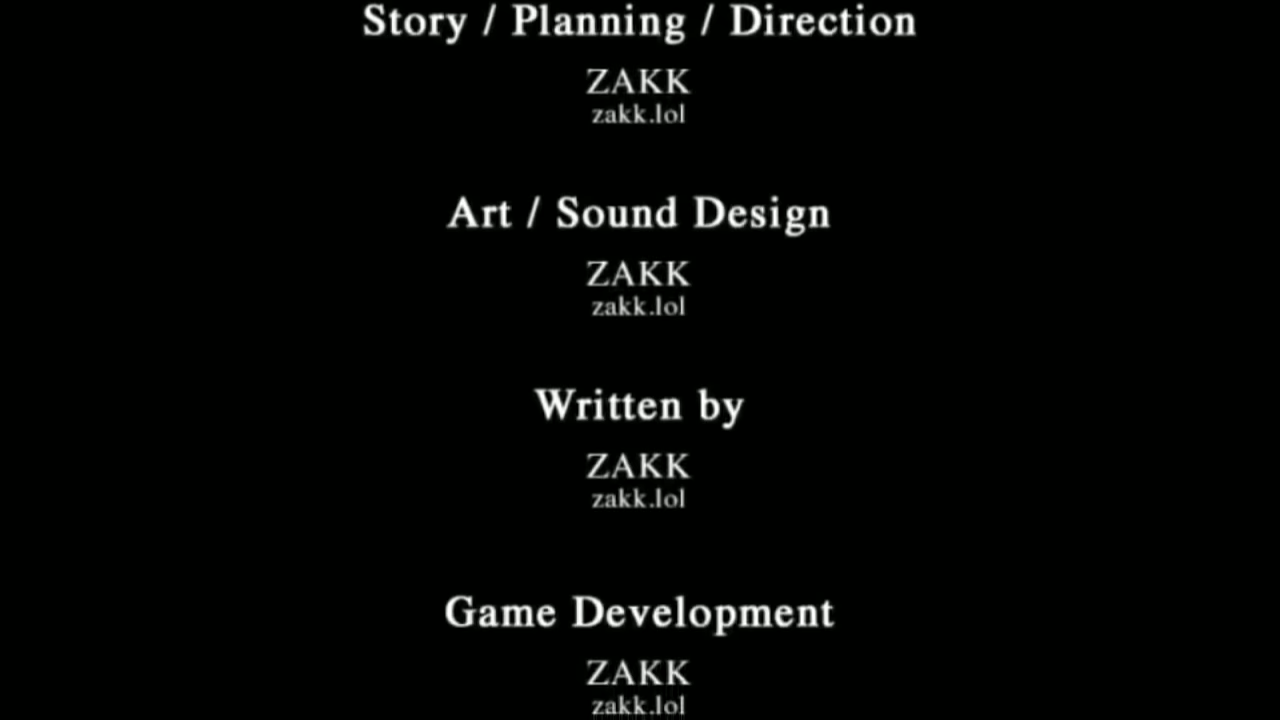 Story / Planning / Direction
ZAKK
zakk.lol
Art / Sound Design
ZAKK
zakk.lol
Written by
ZAKK
zakk.lol
Game Development
ZAKK
zakk.lol